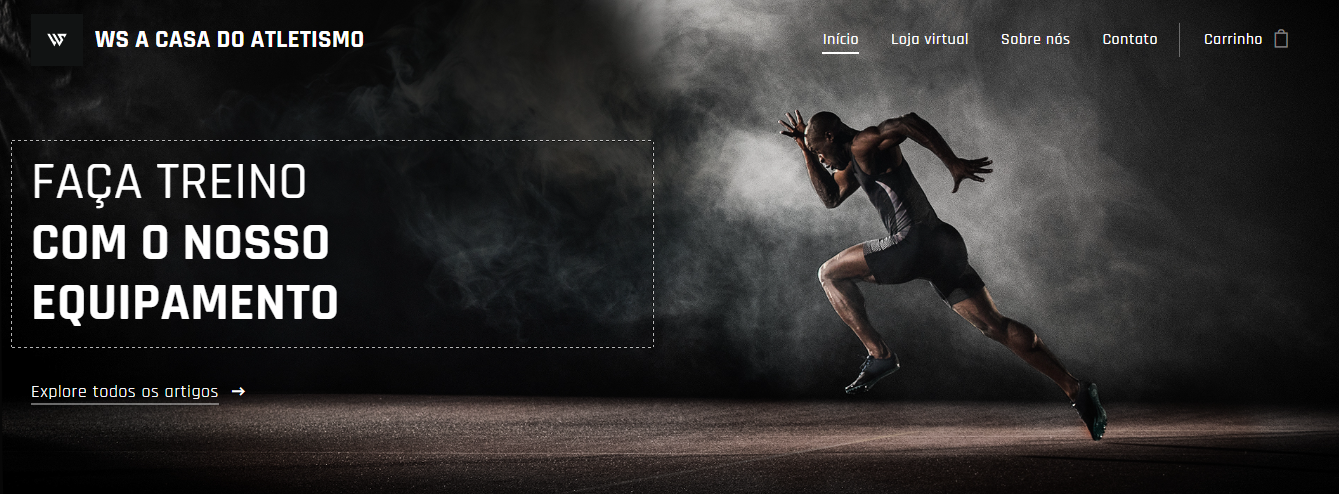 WS A CASA DO ATLETISMO
Início
Loja virtual
Sobre nós
Contato
Carrinho
FAÇA TREINO
COM O NOSSO
EQUIPAMENTO
Explore todos os artigos →